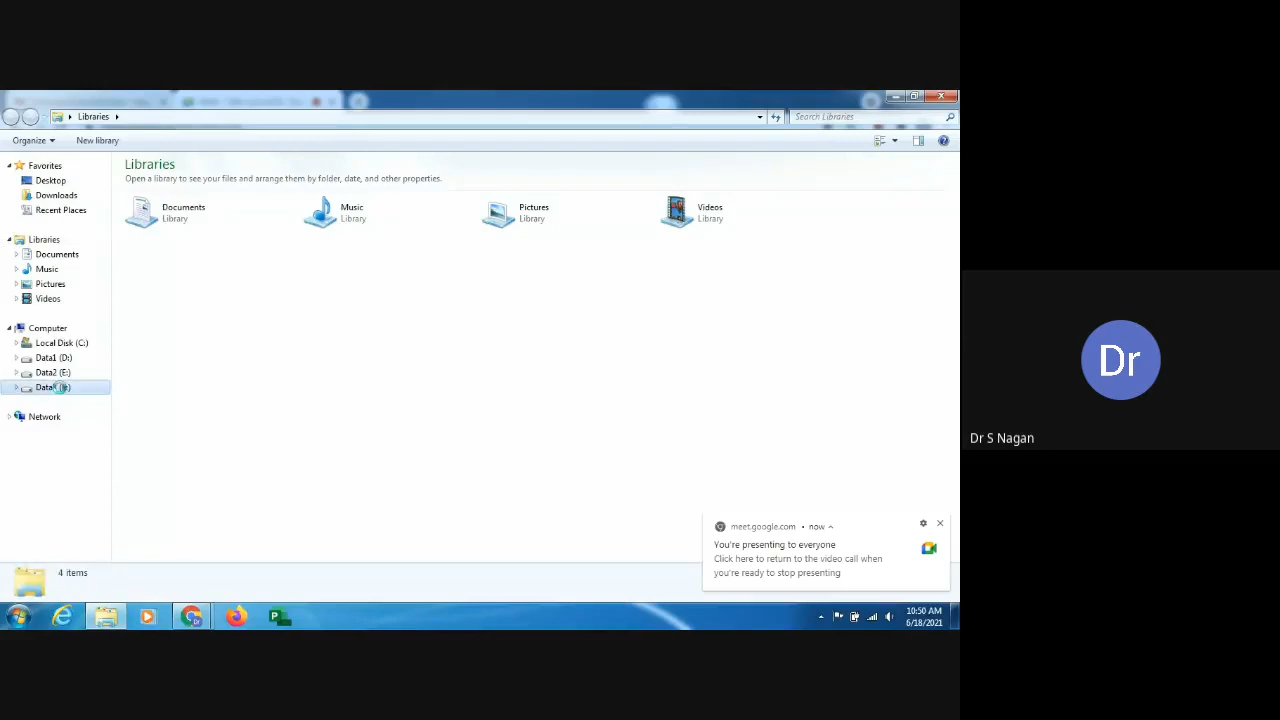 Libraries
Search Libraries
Organize
New library
Favorites
Desktop
Downloads
Recent Places
Libraries
Documents
Music
Pictures
Videos
Computer
Local Disk (C:)
Data1 (D:)
Data2 (E:)
Network
Libraries
Open a library to see your files and arrange them by folder, date, and other properties.
Documents
Library
Music
Library
Pictures
Library
Videos
Library
4 items
meet.google.com • now
You're presenting to everyone
Click here to return to the video call when
you're ready to stop presenting
10:50 AM
6/18/2021
Dr
Dr S Nagan